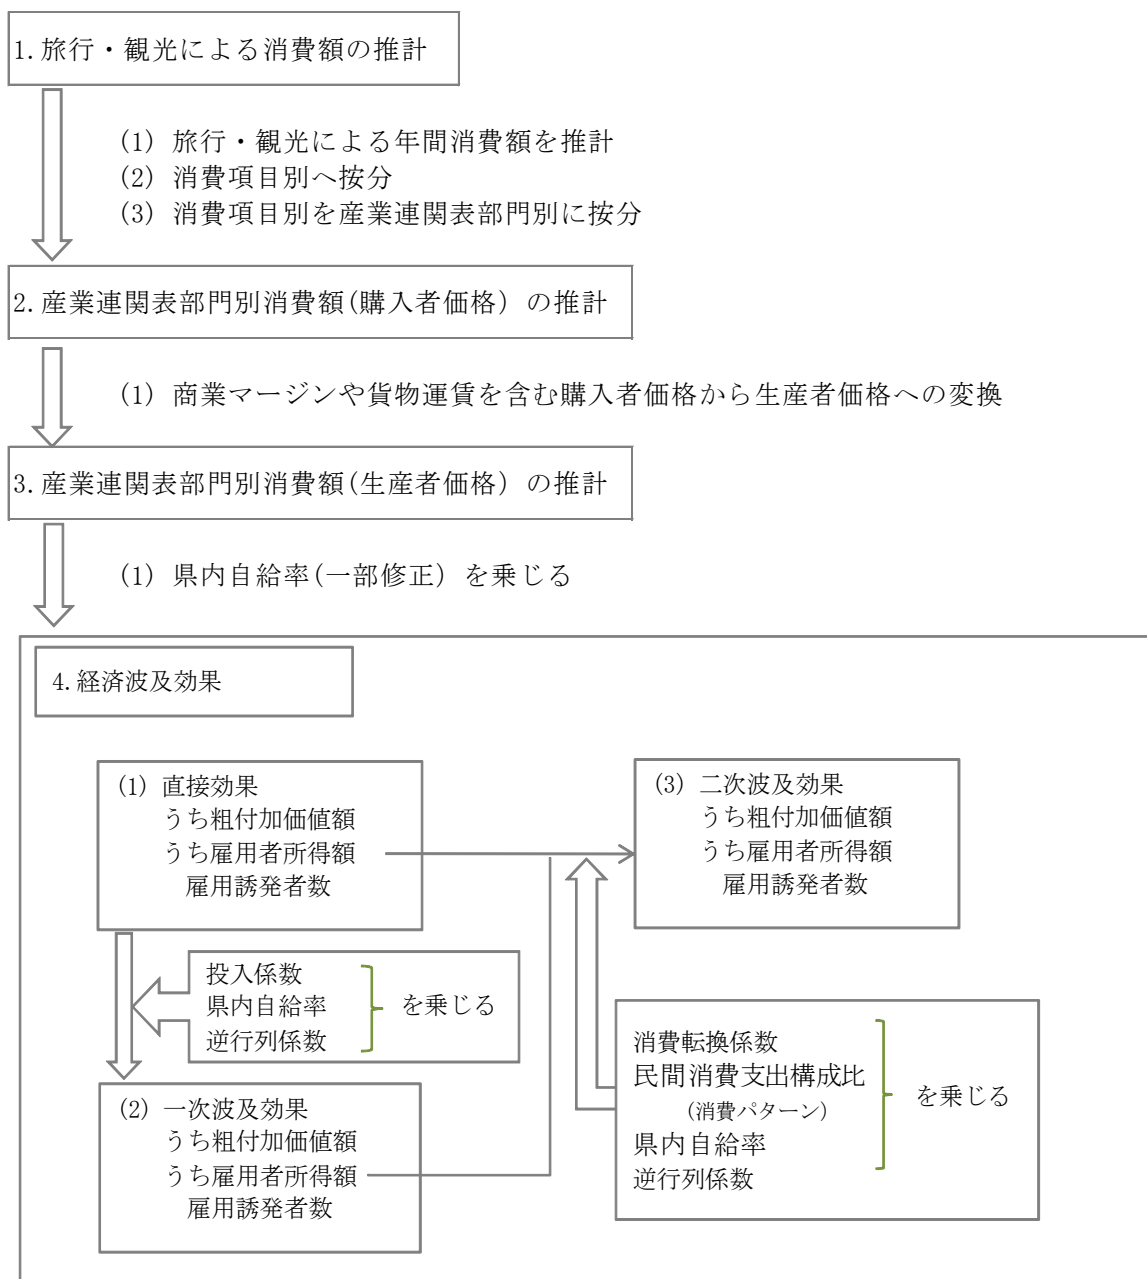 1.旅行・観光による消費額の推計
(1) 旅行・観光による年間消費額を推計
(2) 消費項目別へ按分
(3) 消費項目別を産業連関表部門別に按分
2.産業連関表部門別消費額(購入者価格) の推計
(1) 商業マージンや貨物運賃を含む購入者価格から生産者価格への変換
3.産業連関表部門別消費額(生産者価格) の推計
(1) 県内自給率(一部修正) を乗じる
4.経済波及効果
(1) 直接効果
うち粗付加価値額
うち雇用者所得額
雇用誘発者数
(3) 二次波及効果
うち粗付加価値額
うち雇用者所得額
雇用誘発者数
投入係数
県内自給率
逆行列係数
を乗じる
消費転換係数
民間消費支出構成比
(消費パターン)
県内自給率
逆行列係数
を乗じる
(2) 一次波及効果
うち粗付加価値額
うち雇用者所得額
雇用誘発者数